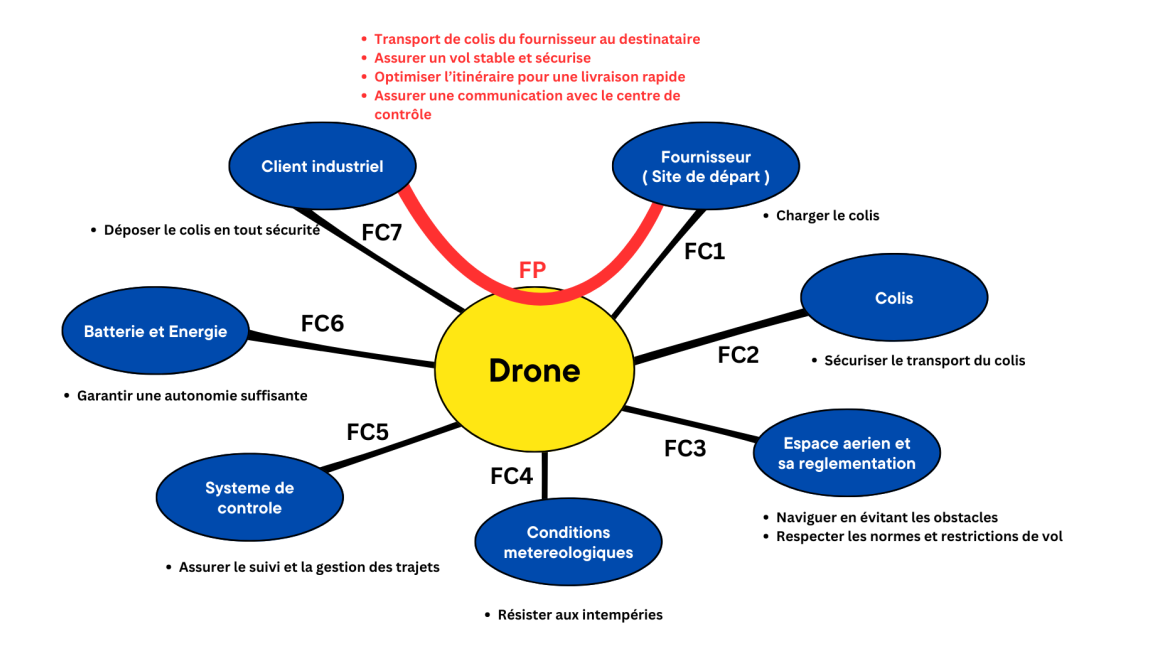 • Transport de colis du fournisseur au destinataire
• Assurer un vol stable et sécurise
• Optimiser l'itinéraire pour une livraison rapide
• Assurer une communication avec le centre de
contrôle
Client industriel
Fournisseur
( Site de départ )
• Charger le colis
• Déposer le colis en tout sécurité
FC7
FC1
FP
Colis
Batterie et Energie
FC6
FC2
• Sécuriser le transport du colis
Drone
• Garantir une autonomie suffisante
FC5
FC3
Espace aerien et
sa reglementation
FC4
Systeme de
controle
• Naviguer en évitant les obstacles
• Respecter les normes et restrictions de vol
Conditions
metereologiques
• Assurer le suivi et la gestion des trajets
• Résister aux intempéries